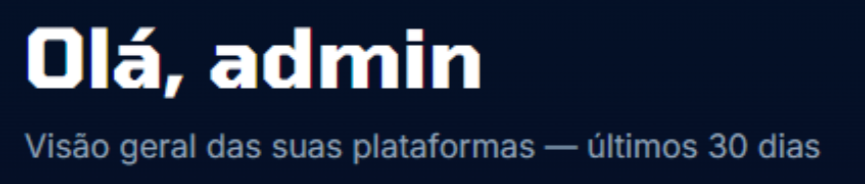 Olá, admin
Visão geral das suas plataformas — últimos 30 dias